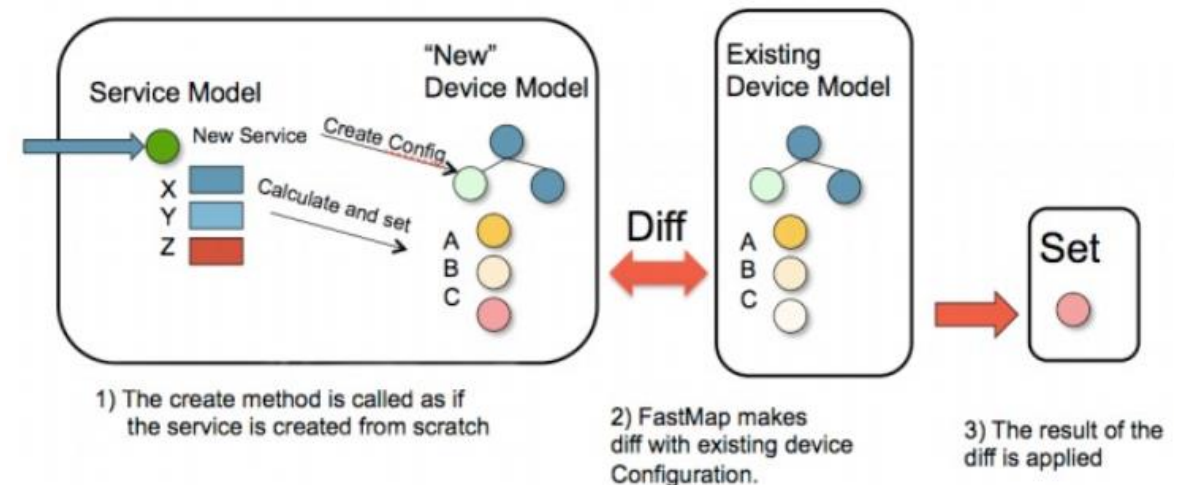 Service Model
New Service
X
Y
Z
Create Config
Calculate and set
“New”
Device Model
A
B
C
Diff
Existing
Device Model
A
B
C
Set
1) The create method is called as if
the service is created from scratch
2) FastMap makes
diff with existing device
Configuration.
3) The result of the
diff is applied